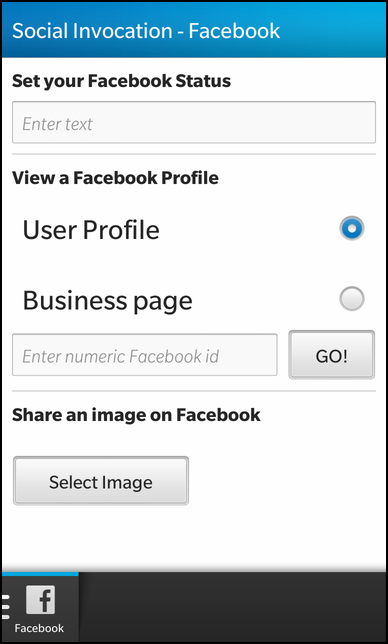 Social Invocation - Facebook
Set your Facebook Status
Enter text
View a Facebook Profile
User Profile
Business page
Enter numeric Facebook id
GO!
Share an image on Facebook
Select Image
f
Facebook